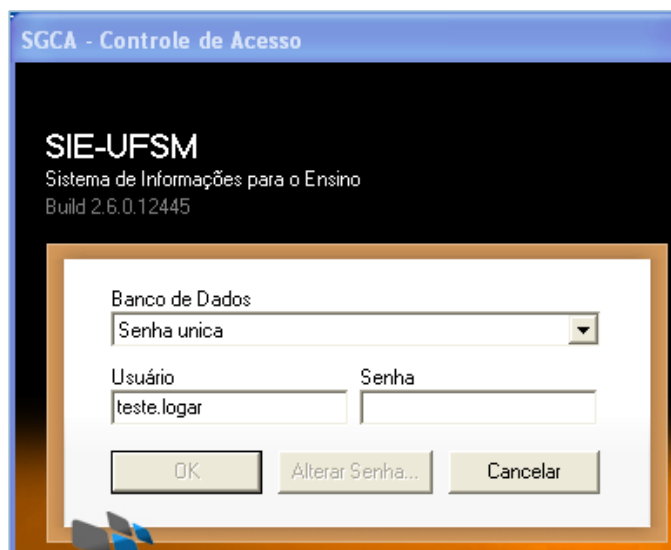 SGCA - Controle de Acesso
SIE-UFSM
Sistema de Informações para o Ensino
Build 2.6.0.12445
Banco de Dados
Senha unica
Usuário Senha
teste.logar
OK Alterar Senha... Cancelar